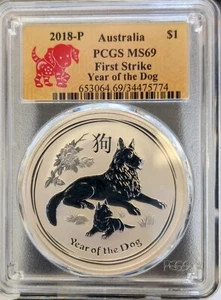 2018-P Australia $1
PCGS MS69
First Strike
Year of the Dog
653064.69/34475774
狗
Year of the Dog
PCGS